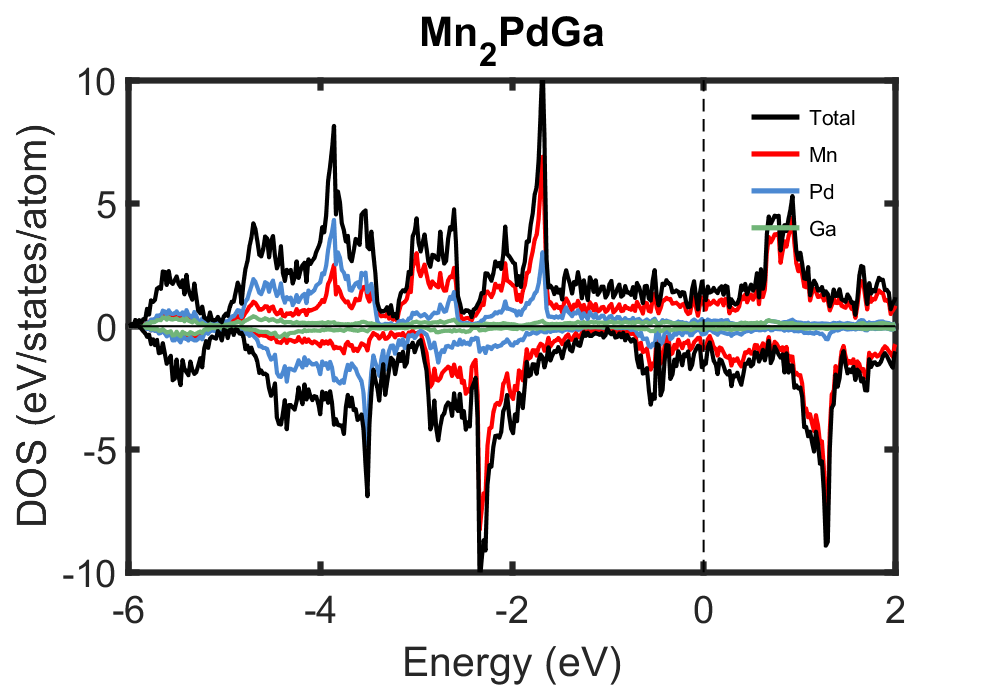 Mn2PdGa
10
5
0
-5
-10
DOS (eV/states/atom)
Total
Mn
Pd
Ga
-6 -4 -2 0 2
Energy (eV)